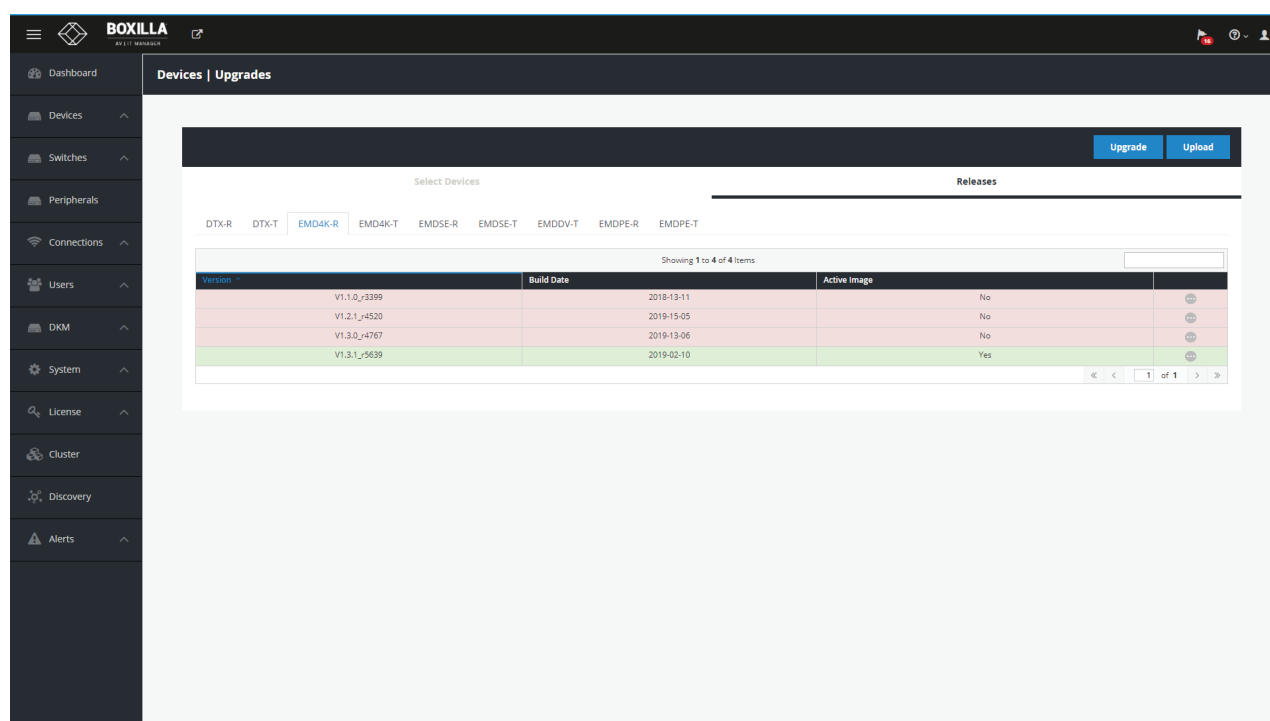 BOXILLA
AV | IT MANAGER
16
Dashboard
Devices
Switches
Peripherals
Connections
Users
DKM
System
License
Cluster
Discovery
Alerts
Devices | Upgrades
Upgrade Upload
Select Devices Releases
DTX-R DTX-T EMD4K-R EMD4K-T EMDSE-R EMDSE-T EMDDV-T EMDPE-R EMDPE-T
Showing 1 to 4 of 4 Items
Version Build Date Active Image
V1.1.0_r3399 2018-13-11 No
V1.2.1_r4520 2019-15-05 No
V1.3.0_r4767 2019-13-06 No
V1.3.1_r5639 2019-02-10 Yes
« < 1 of 1 > »